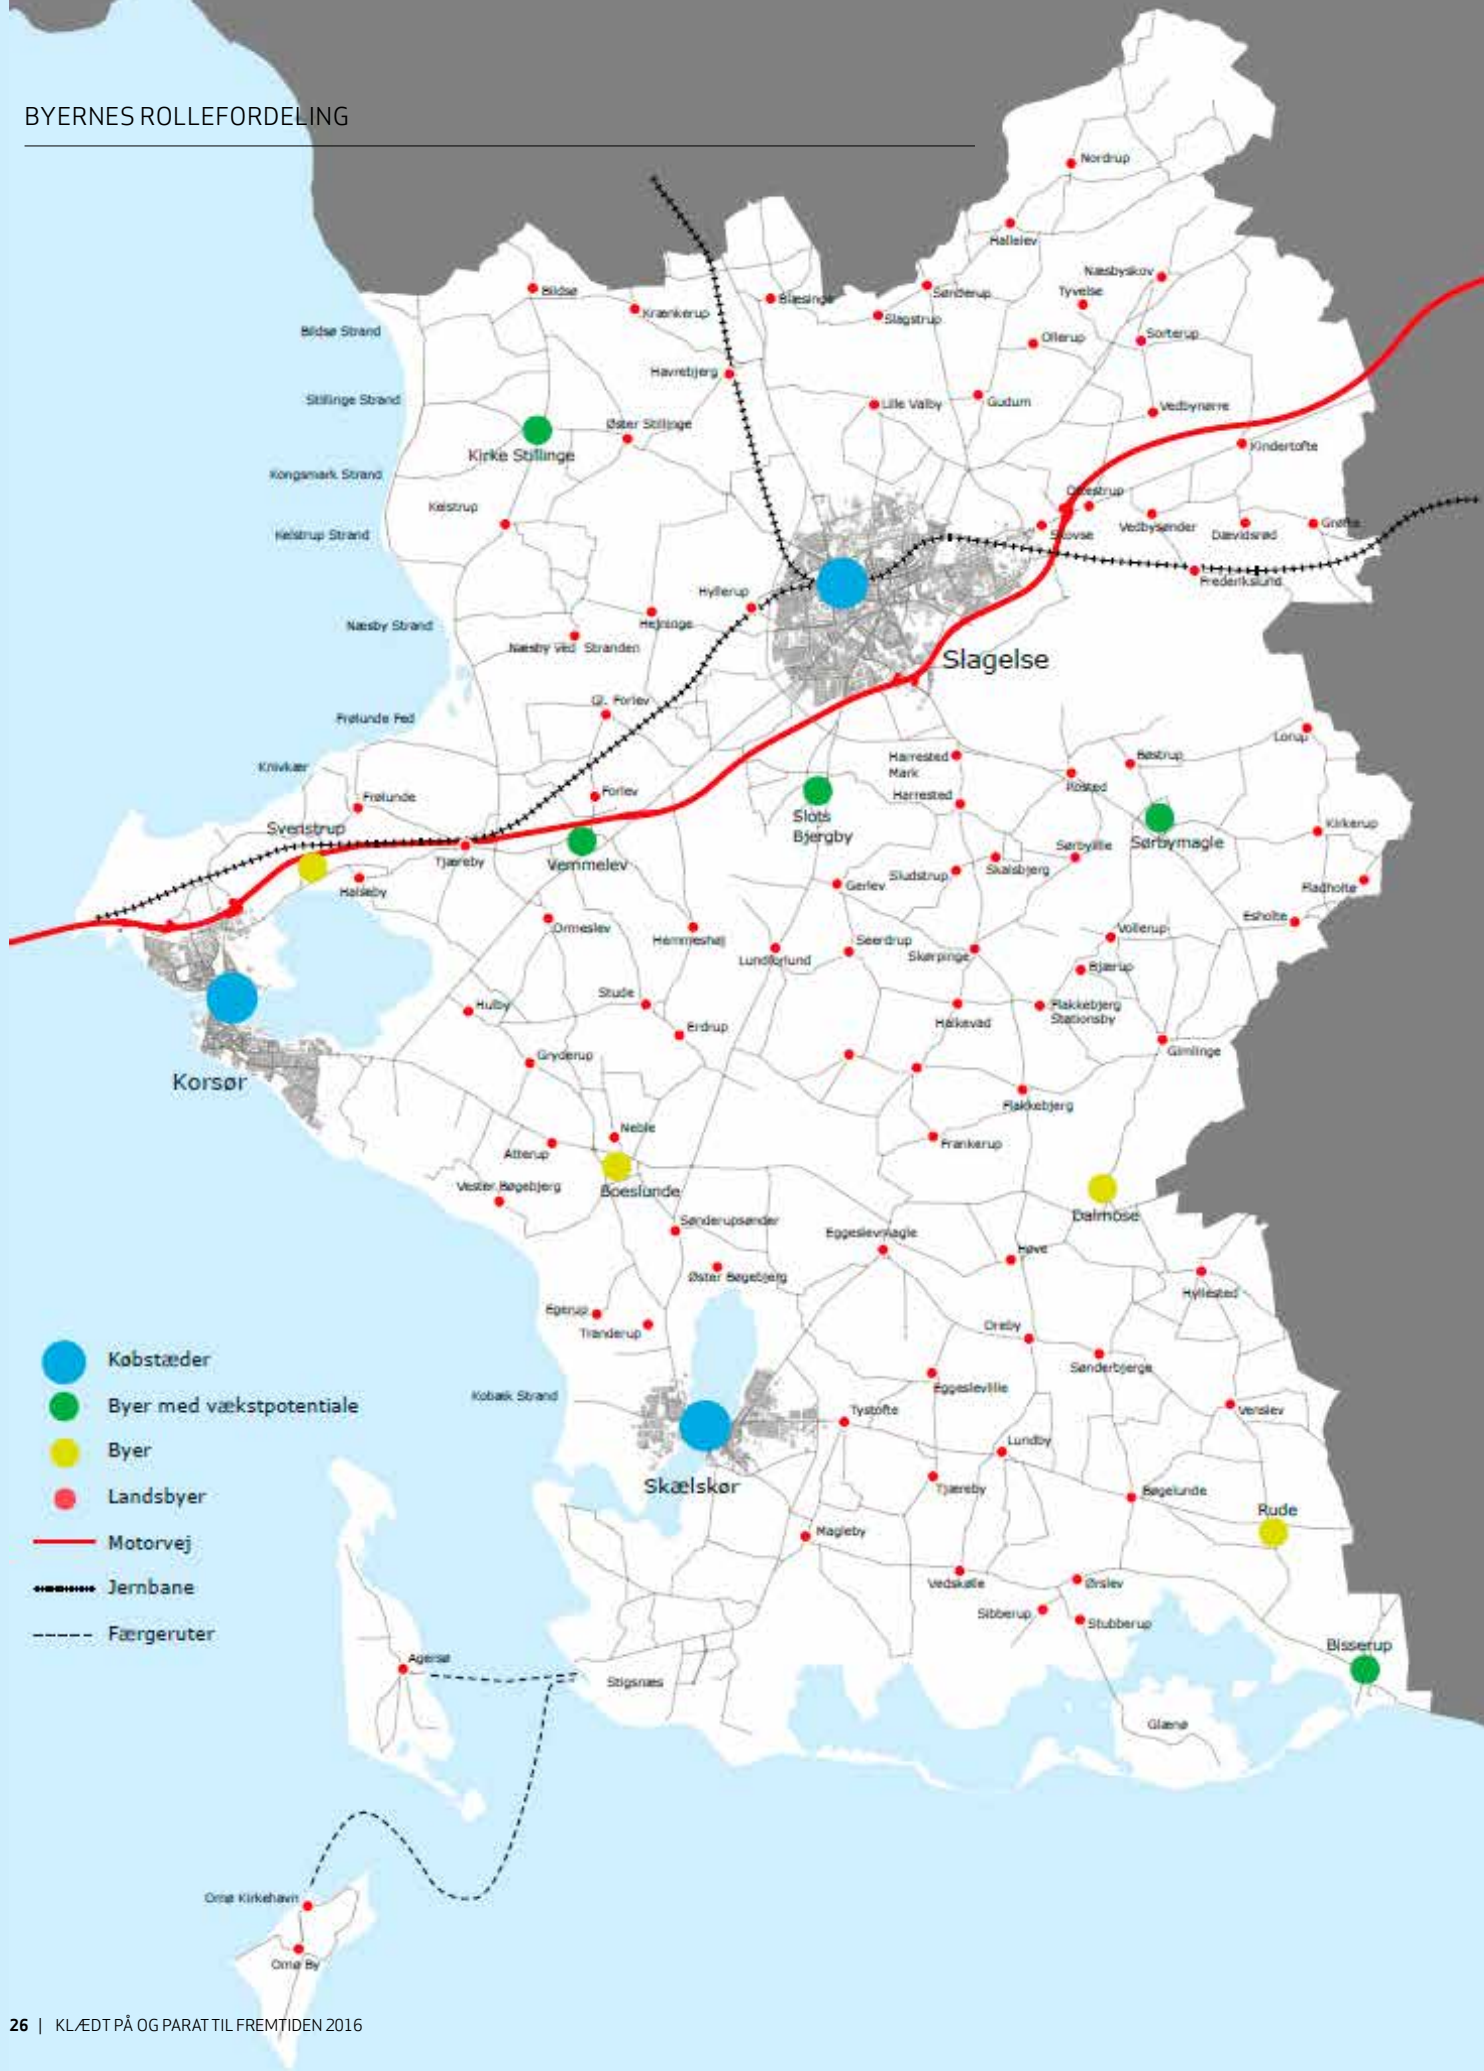 BYERNES ROLLEFORDELING
Nordrup
Hallelev
Næsbyskov
Tyvelse
Sønderup
Bildsø
Krænkerup
Blæsinge
Slagstrup
Bildsø Strand
Ollerup
Sorterup
Havrebjerg
Stillinge Strand
Lille Valby
Gudum
Vedbynørre
Øster Stillinge
Kirke Stillinge
Kindertofte
Kongsmark Strand
Ottestrup
Kelstrup
Kelstrup Strand
Skovse
Vedbysønder
Dævidsrød
Grøfte
Frederikslund
Hyllerup
Hejninge
Næsby Strand
Næsby ved Stranden
Slagelse
Gl. Forlev
Frølunde Fed
Lorup
Harrested
Mark
Bøstrup
Knivkær
Rosted
Frølunde
Forlev
Harrested
Slots
Bjergby
Svenstrup
Kirkerup
Sørbymagle
Sørbylille
Tjæreby
Vemmelev
Skalsbjerg
Sludstrup
Halseby
Gerlev
Fladholte
Esholte
Ormeslev
Hemmeshøj
Vollerup
Seerdrup
Skørpinge
Lundforlund
Bjærup
Stude
Hulby
Flakkebjerg
Stationsby
Halkevad
Erdrup
Gimlinge
Gryderup
Korsør
Flakkebjerg
Neble
Frankerup
Atterup
Vester Bøgebjerg
Boeslunde
Dalmose
Sønderupsønder
Eggeslevmagle
Høve
Øster Bøgebjerg
Hyllested
Egerup
Tranderup
Oreby
Købstæder
Sønderbjerge
Eggeslevlille
Kobæk Strand
Byer med vækstpotentiale
Tystofte
Venslev
Lundby
Byer
Skælskør
Tjæreby
Bøgelunde
Landsbyer
Rude
Magleby
Motorvej
Vedskølle
Ørslev
Jernbane
Sibberup
Stubberup
Færgeruter
Bisserup
Agersø
Stigsnæs
Glænø
Omø Kirkehavn
Omø By
26 | KLÆDT PÅ OG PARAT TIL FREMTIDEN 2016